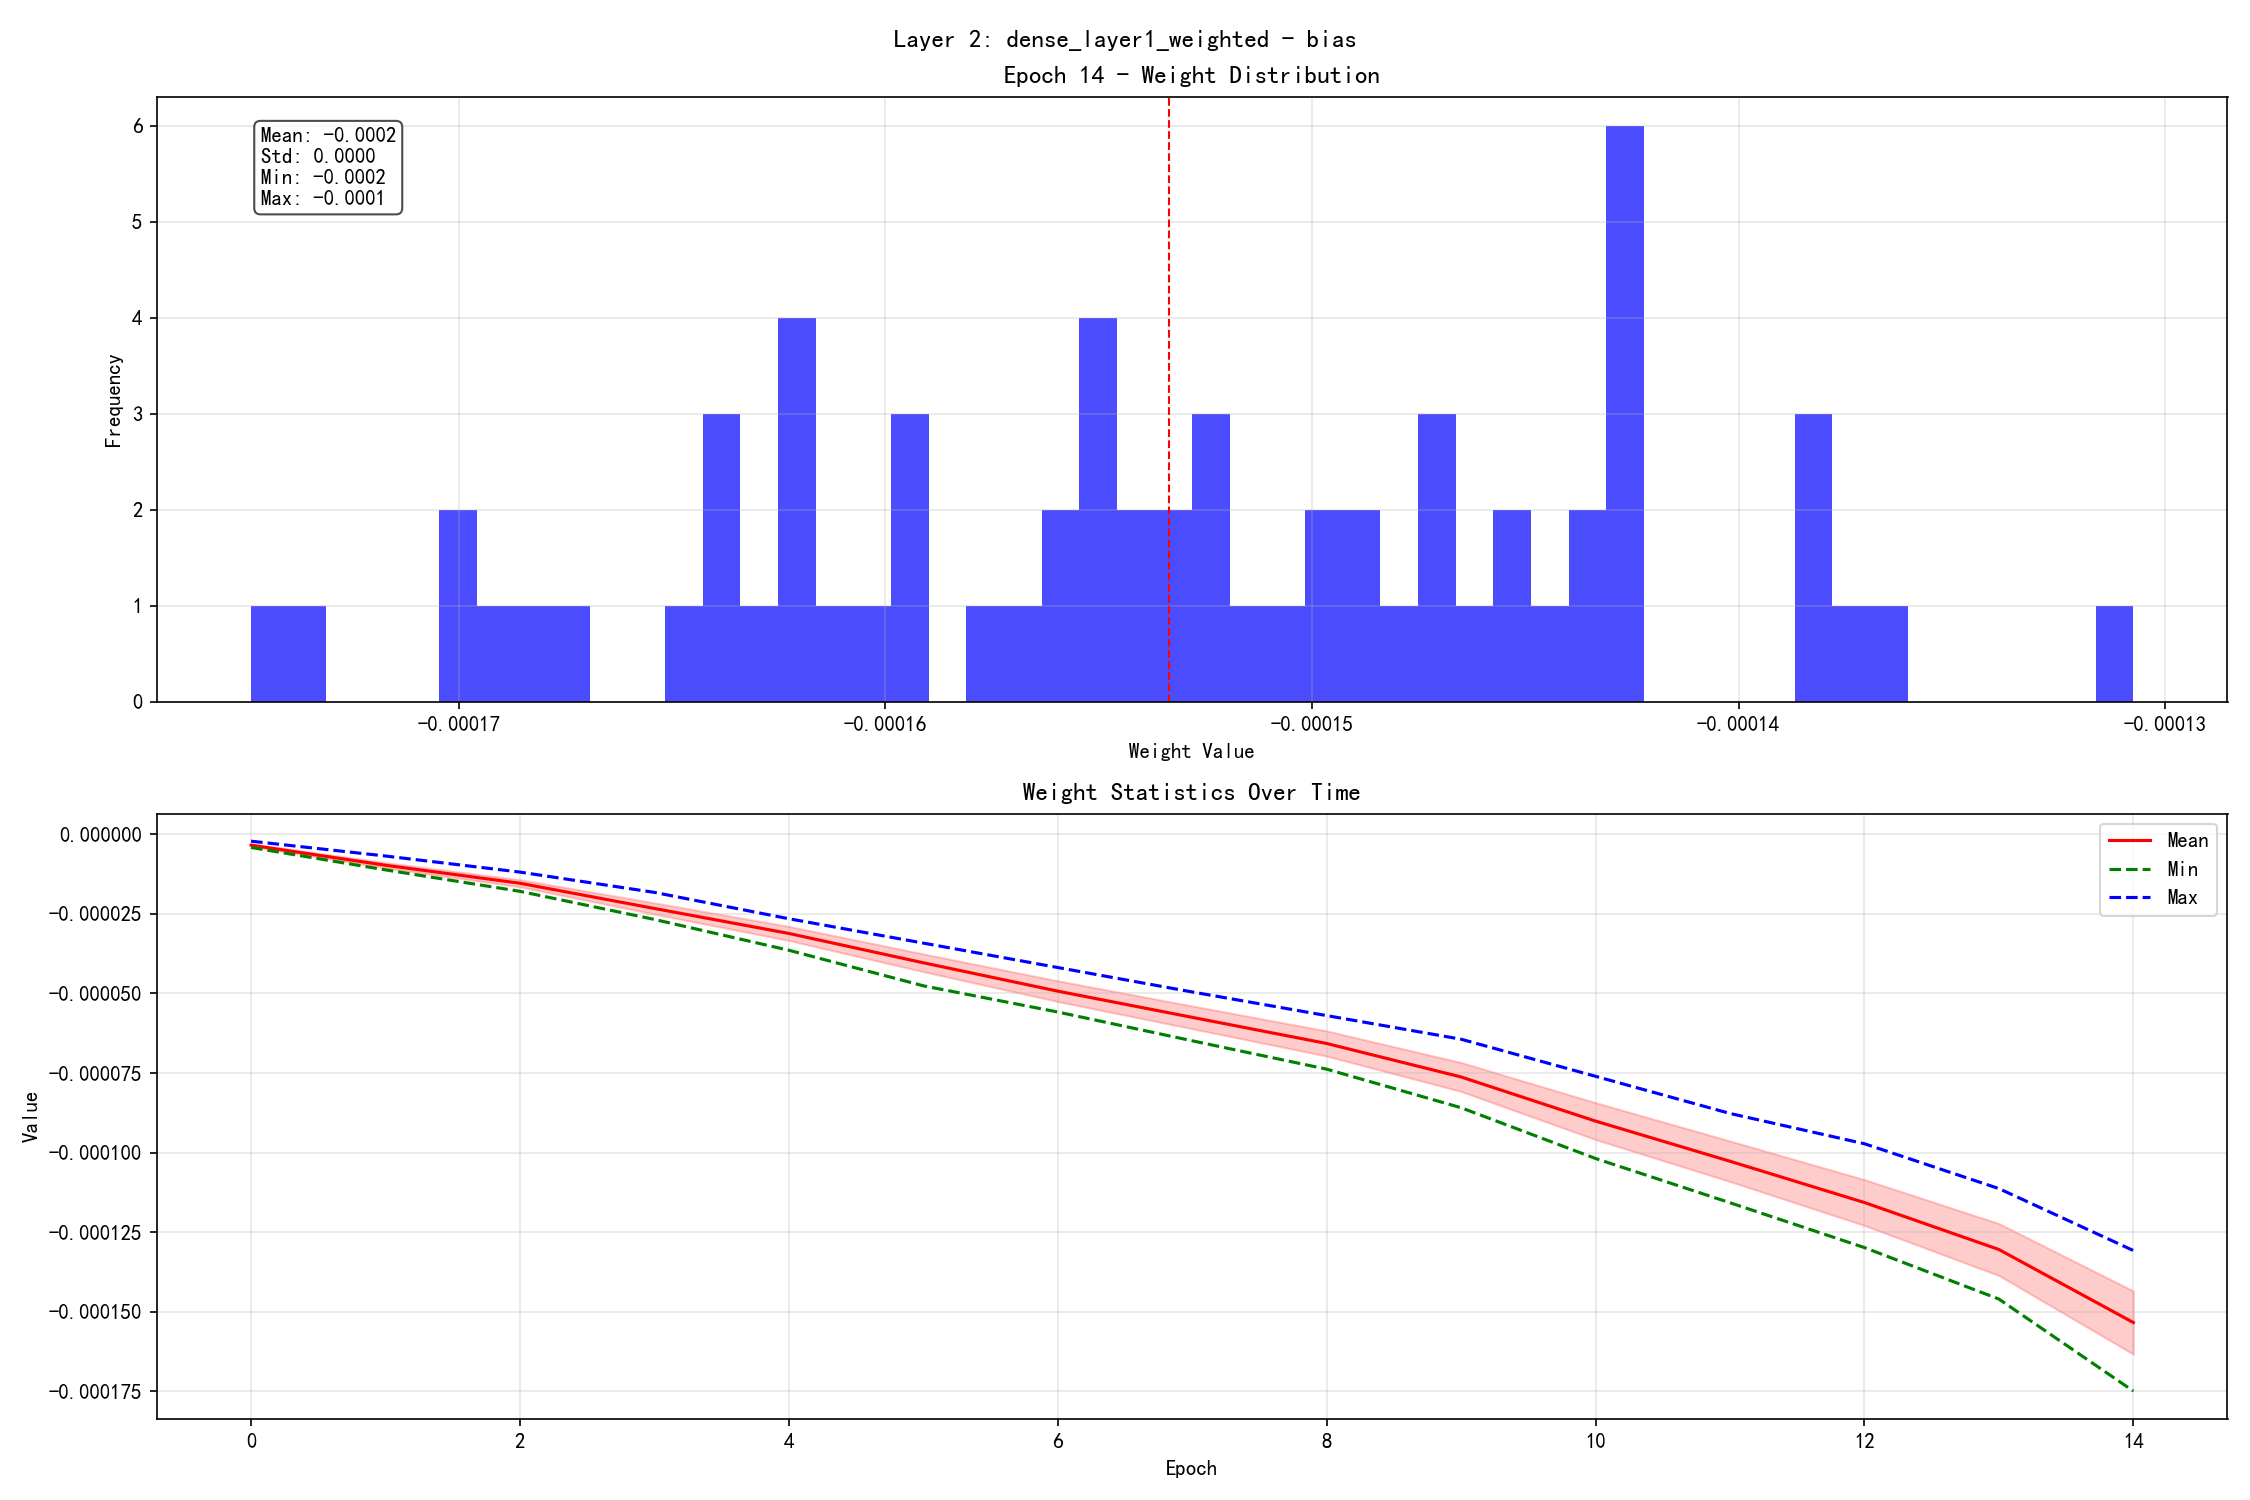 Layer 2: dense_layer1_weighted - bias
Epoch 14 - Weight Distribution
Mean: -0.0002
Std: 0.0000
Min: -0.0002
Max: -0.0001
6
5
4
3
2
1
0
Frequency
-0.00017 -0.00016 -0.00015 -0.00014 -0.00013
Weight Value
Weight Statistics Over Time
0.000000
-0.000025
-0.000050
-0.000075
-0.000100
-0.000125
-0.000150
-0.000175
Value
Mean
Min
Max
0 2 4 6 8 10 12 14
Epoch